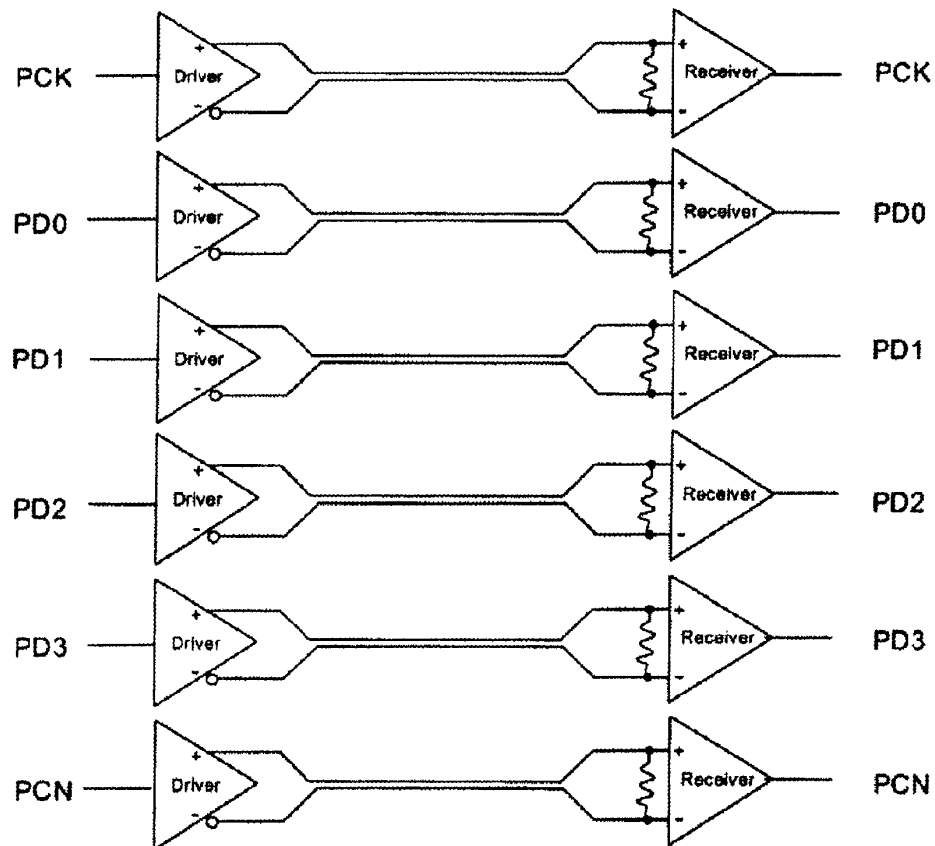 PCK + Driver - + Receiver - PCK
PD0 + Driver - + Receiver - PD0
PD1 + Driver - + Receiver - PD1
PD2 + Driver - + Receiver - PD2
PD3 + Driver - + Receiver - PD3
PCN + Driver - + Receiver - PCN